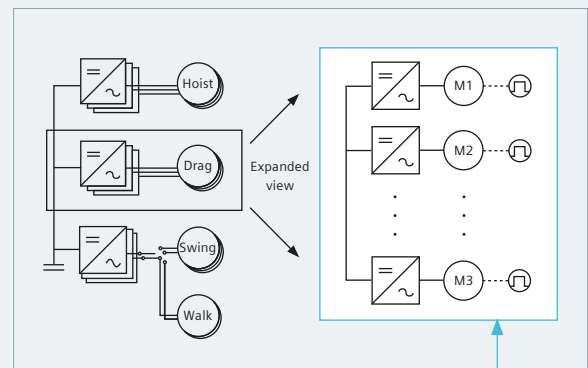 Hoist
Drag
Swing
Walk
Expanded
view
M1
M2
M3